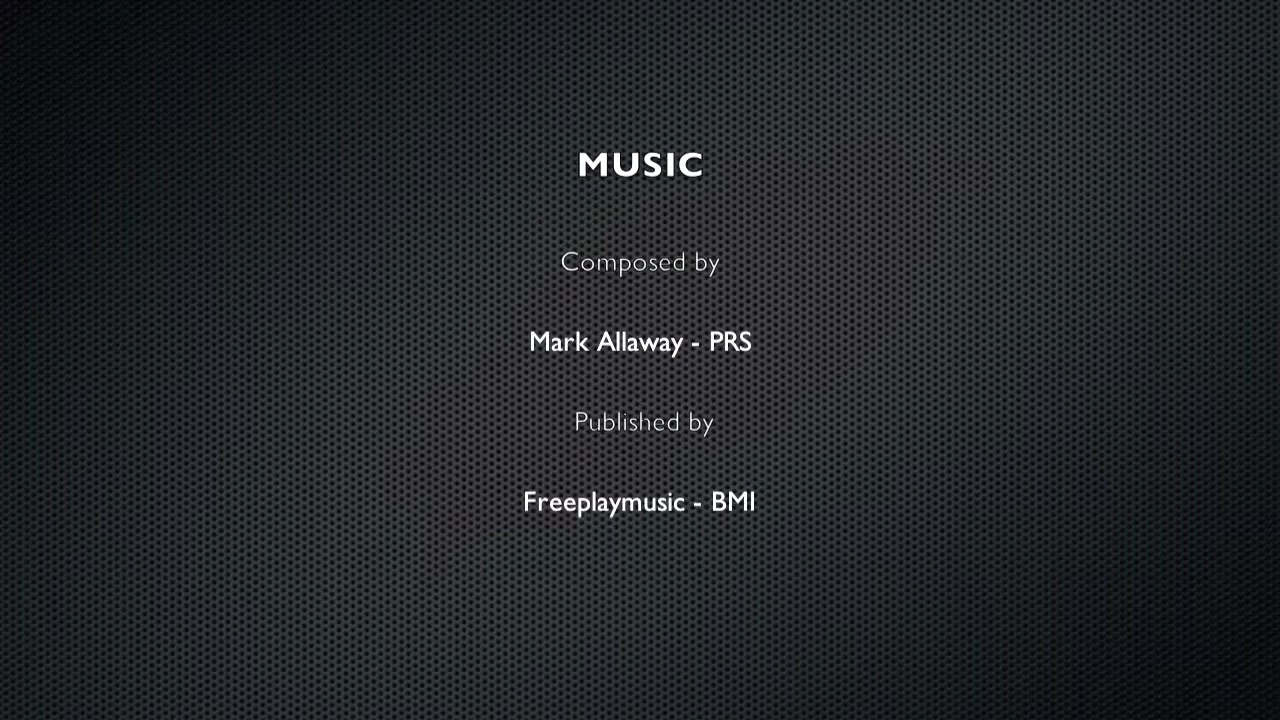 MUSIC
Composed by
Mark Allaway - PRS
Published by
Freeplaymusic - BMI